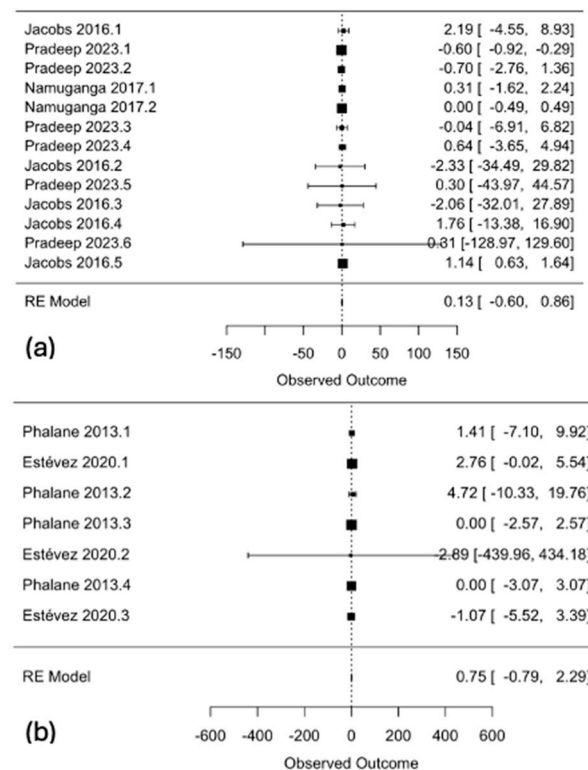 Jacobs 2016.1 2.19 [ -4.55, 8.93]
Pradeep 2023.1 -0.60 [ -0.92, -0.29]
Pradeep 2023.2 -0.70 [ -2.76, 1.36]
Namuganga 2017.1 0.31 [ -1.62, 2.24]
Namuganga 2017.2 0.00 [ -0.49, 0.49]
Pradeep 2023.3 -0.04 [ -6.91, 6.82]
Pradeep 2023.4 0.64 [ -3.65, 4.94]
Jacobs 2016.2 -2.33 [ -34.49, 29.82]
Pradeep 2023.5 0.30 [ -43.97, 44.57]
Jacobs 2016.3 -2.06 [ -32.01, 27.89]
Jacobs 2016.4 1.76 [ -13.38, 16.90]
Pradeep 2023.6 0.31 [-128.97, 129.60]
Jacobs 2016.5 1.14 [ 0.63, 1.64]
RE Model 0.13 [ -0.60, 0.86]
(a)
-150 -50 0 50 100 150
Observed Outcome
Phalane 2013.1 1.41 [ -7.10, 9.92]
Estévez 2020.1 2.76 [ -0.02, 5.54]
Phalane 2013.2 4.72 [ -10.33, 19.76]
Phalane 2013.3 0.00 [ -2.57, 2.57]
Estévez 2020.2 -2.89 [-439.96, 434.18]
Phalane 2013.4 0.00 [ -3.07, 3.07]
Estévez 2020.3 -1.07 [ -5.52, 3.39]
RE Model 0.75 [ -0.79, 2.29]
(b)
-600 -400 -200 0 200 400 600
Observed Outcome